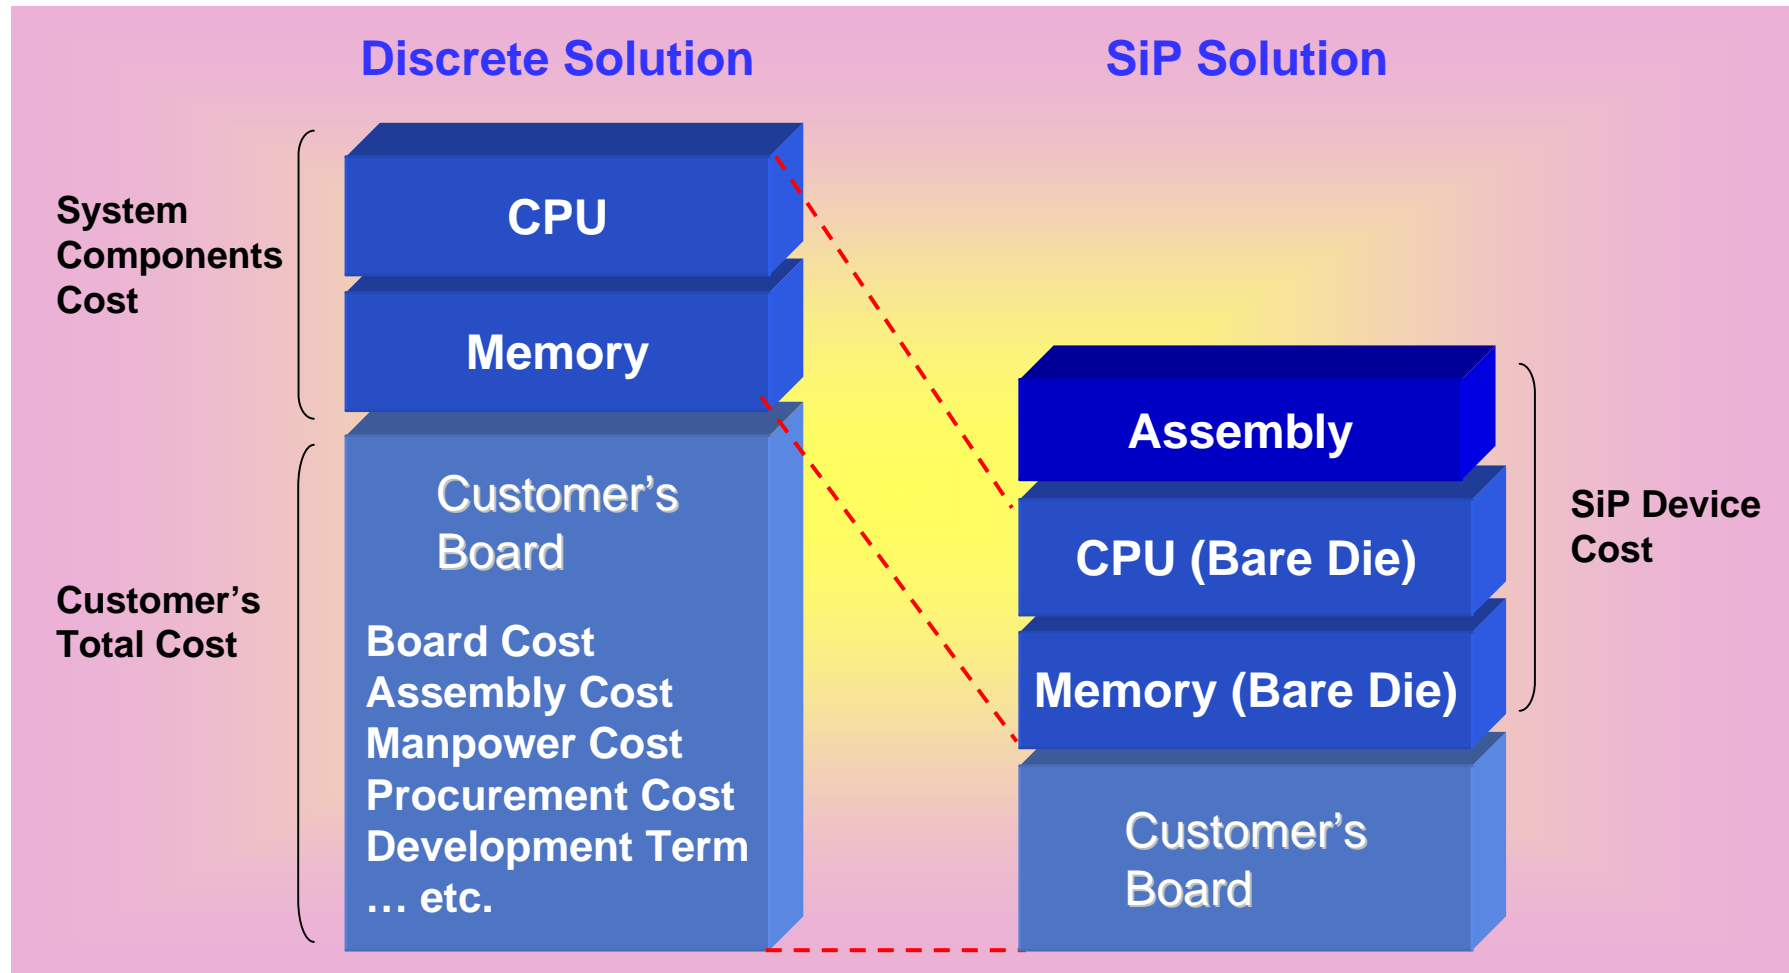 Discrete Solution
SiP Solution
System
Components
Cost
CPU
Memory
Customer’s
Board
Customer’s
Total Cost
Board Cost
Assembly Cost
Manpower Cost
Procurement Cost
Development Term
… etc.
Assembly
CPU (Bare Die)
Memory (Bare Die)
Customer’s
Board
SiP Device
Cost